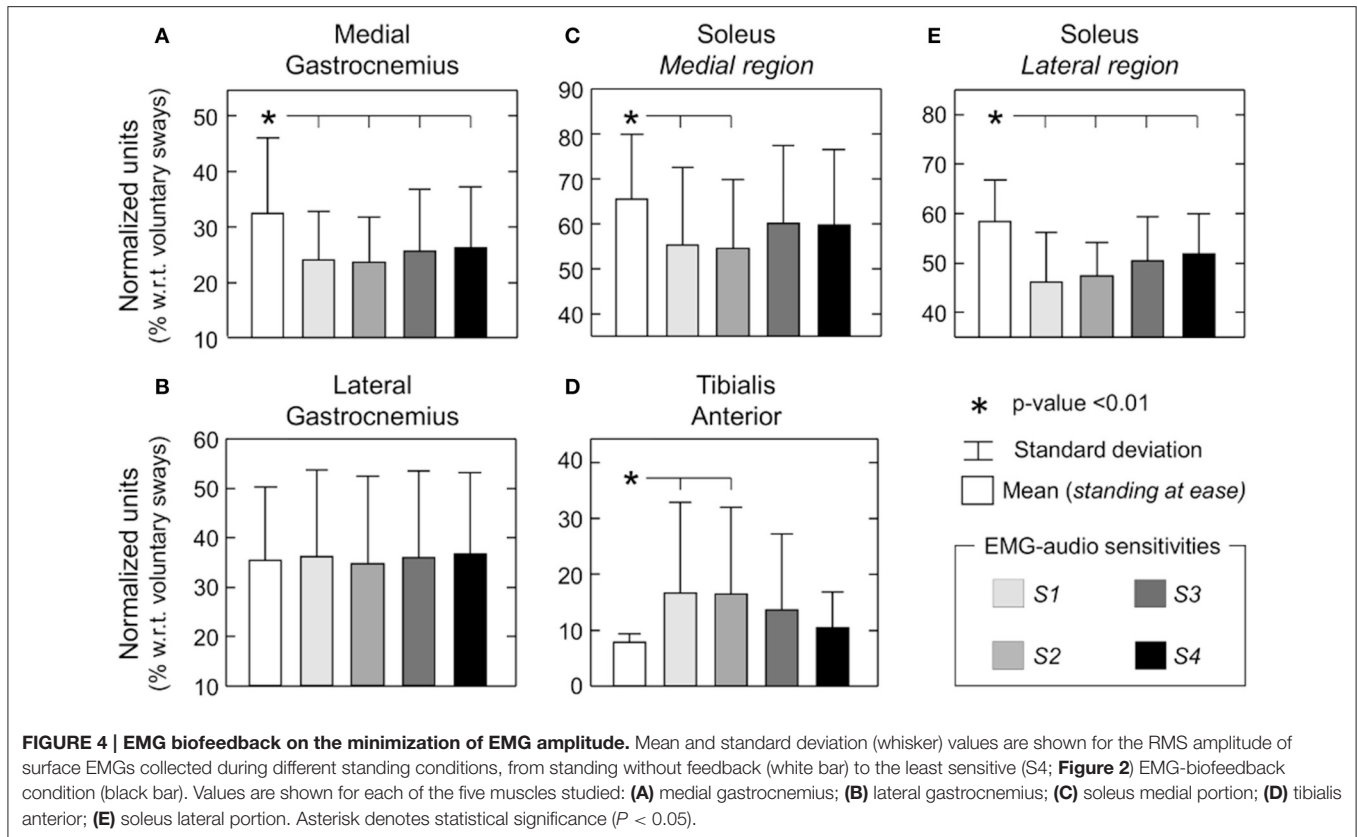 A
Medial
Gastrocnemius
Normalized units
(% w.r.t. voluntary sways)
50
40
30
20
10
*
C
Soleus
Medial region
90
80
70
60
50
40
*
E
Soleus
Lateral region
80
70
60
50
40
*
B
Lateral
Gastrocnemius
Normalized units
(% w.r.t. voluntary sways)
60
50
40
30
20
10
D
Tibialis
Anterior
40
30
20
10
0
*
* p-value <0.01
Standard deviation
Mean (standing at ease)
EMG-audio sensitivities
S1 S3
S2 S4
FIGURE 4 | EMG biofeedback on the minimization of EMG amplitude. Mean and standard deviation (whisker) values are shown for the RMS amplitude of
surface EMGs collected during different standing conditions, from standing without feedback (white bar) to the least sensitive (S4; Figure 2) EMG-biofeedback
condition (black bar). Values are shown for each of the five muscles studied: (A) medial gastrocnemius; (B) lateral gastrocnemius; (C) soleus medial portion; (D) tibialis
anterior; (E) soleus lateral portion. Asterisk denotes statistical significance (P < 0.05).